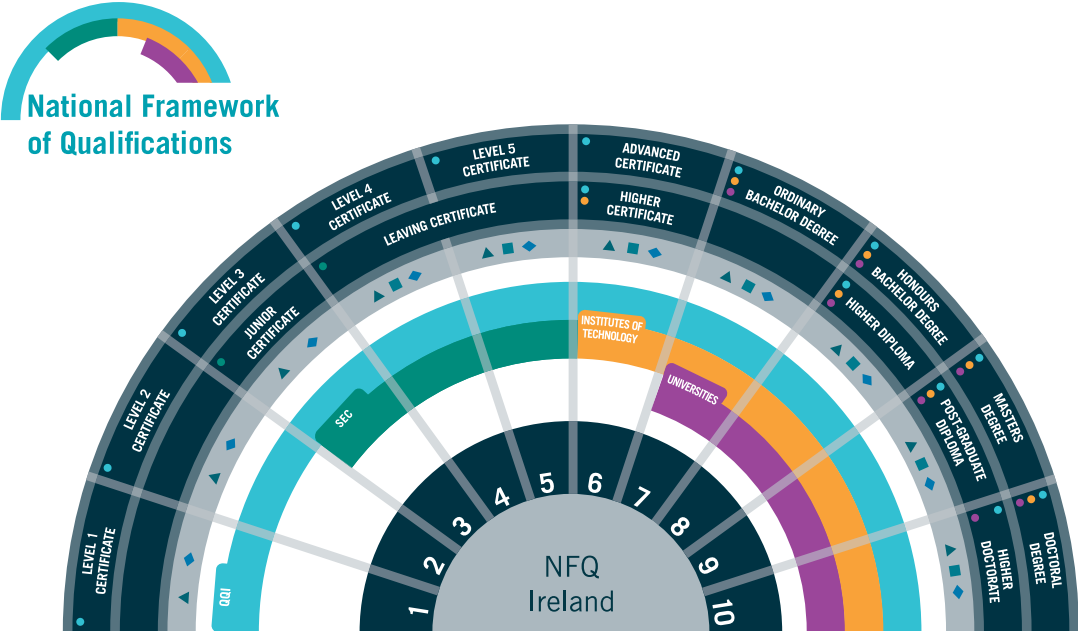 National Framework
of Qualifications
LEVEL 1
CERTIFICATE
LEVEL 2
CERTIFICATE
LEVEL 3
CERTIFICATE
JUNIOR
CERTIFICATE
LEVEL 4
CERTIFICATE
LEVEL 5
CERTIFICATE
LEAVING CERTIFICATE
ADVANCED
CERTIFICATE
HIGHER
CERTIFICATE
ORDINARY
BACHELOR DEGREE
HONOURS
BACHELOR DEGREE
HIGHER DIPLOMA
MASTERS
DEGREE
POST-GRADUATE
DIPLOMA
DOCTORAL
DEGREE
HIGHER
DOCTORATE
QQI
SEC
INSTITUTES OF
TECHNOLOGY
UNIVERSITIES
1
2
3
4
5
6
7
8
9
10
NFQ
Ireland